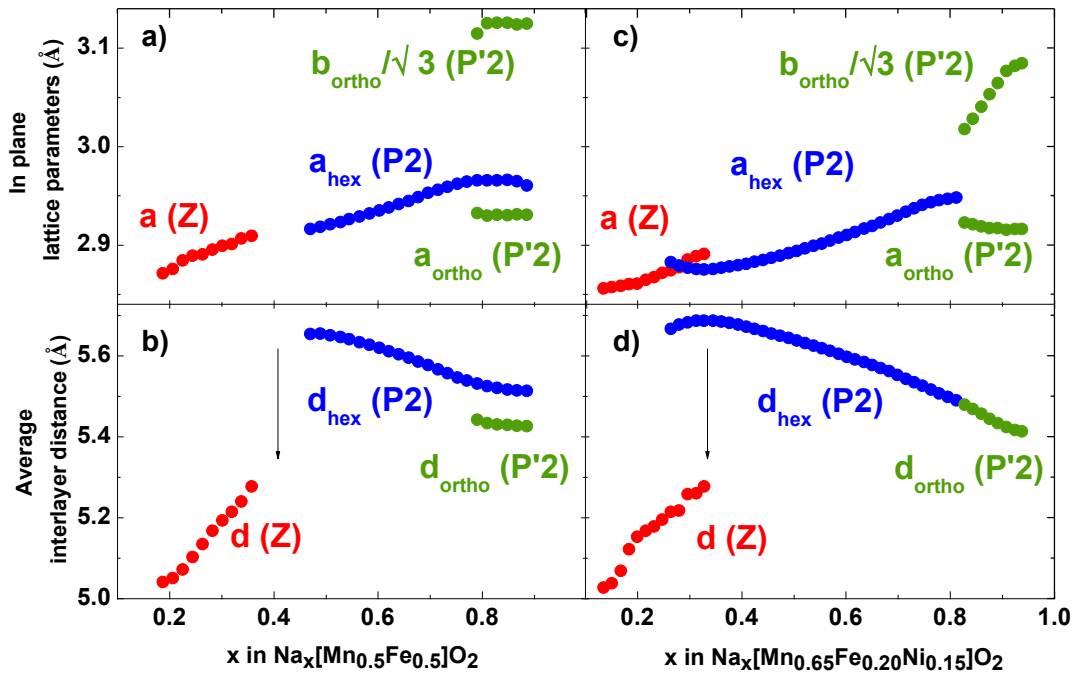 In plane
lattice parameters (Å)
3.1
3.0
2.9
a)
b_ortho/√ 3 (P'2)
a_hex (P2)
a (Z)
a_ortho (P'2)
c)
b_ortho/√3 (P'2)
a_hex (P2)
a (Z)
a_ortho (P'2)
Average
interlayer distance (Å)
5.6
5.4
5.2
5.0
b)
d_hex (P2)
d_ortho (P'2)
d (Z)
d)
d_hex (P2)
d_ortho (P'2)
d (Z)
0.2 0.4 0.6 0.8
0.2 0.4 0.6 0.8 1.0
x in Na_x[Mn_0.5Fe_0.5]O_2
x in Na_x[Mn_0.65Fe_0.20Ni_0.15]O_2